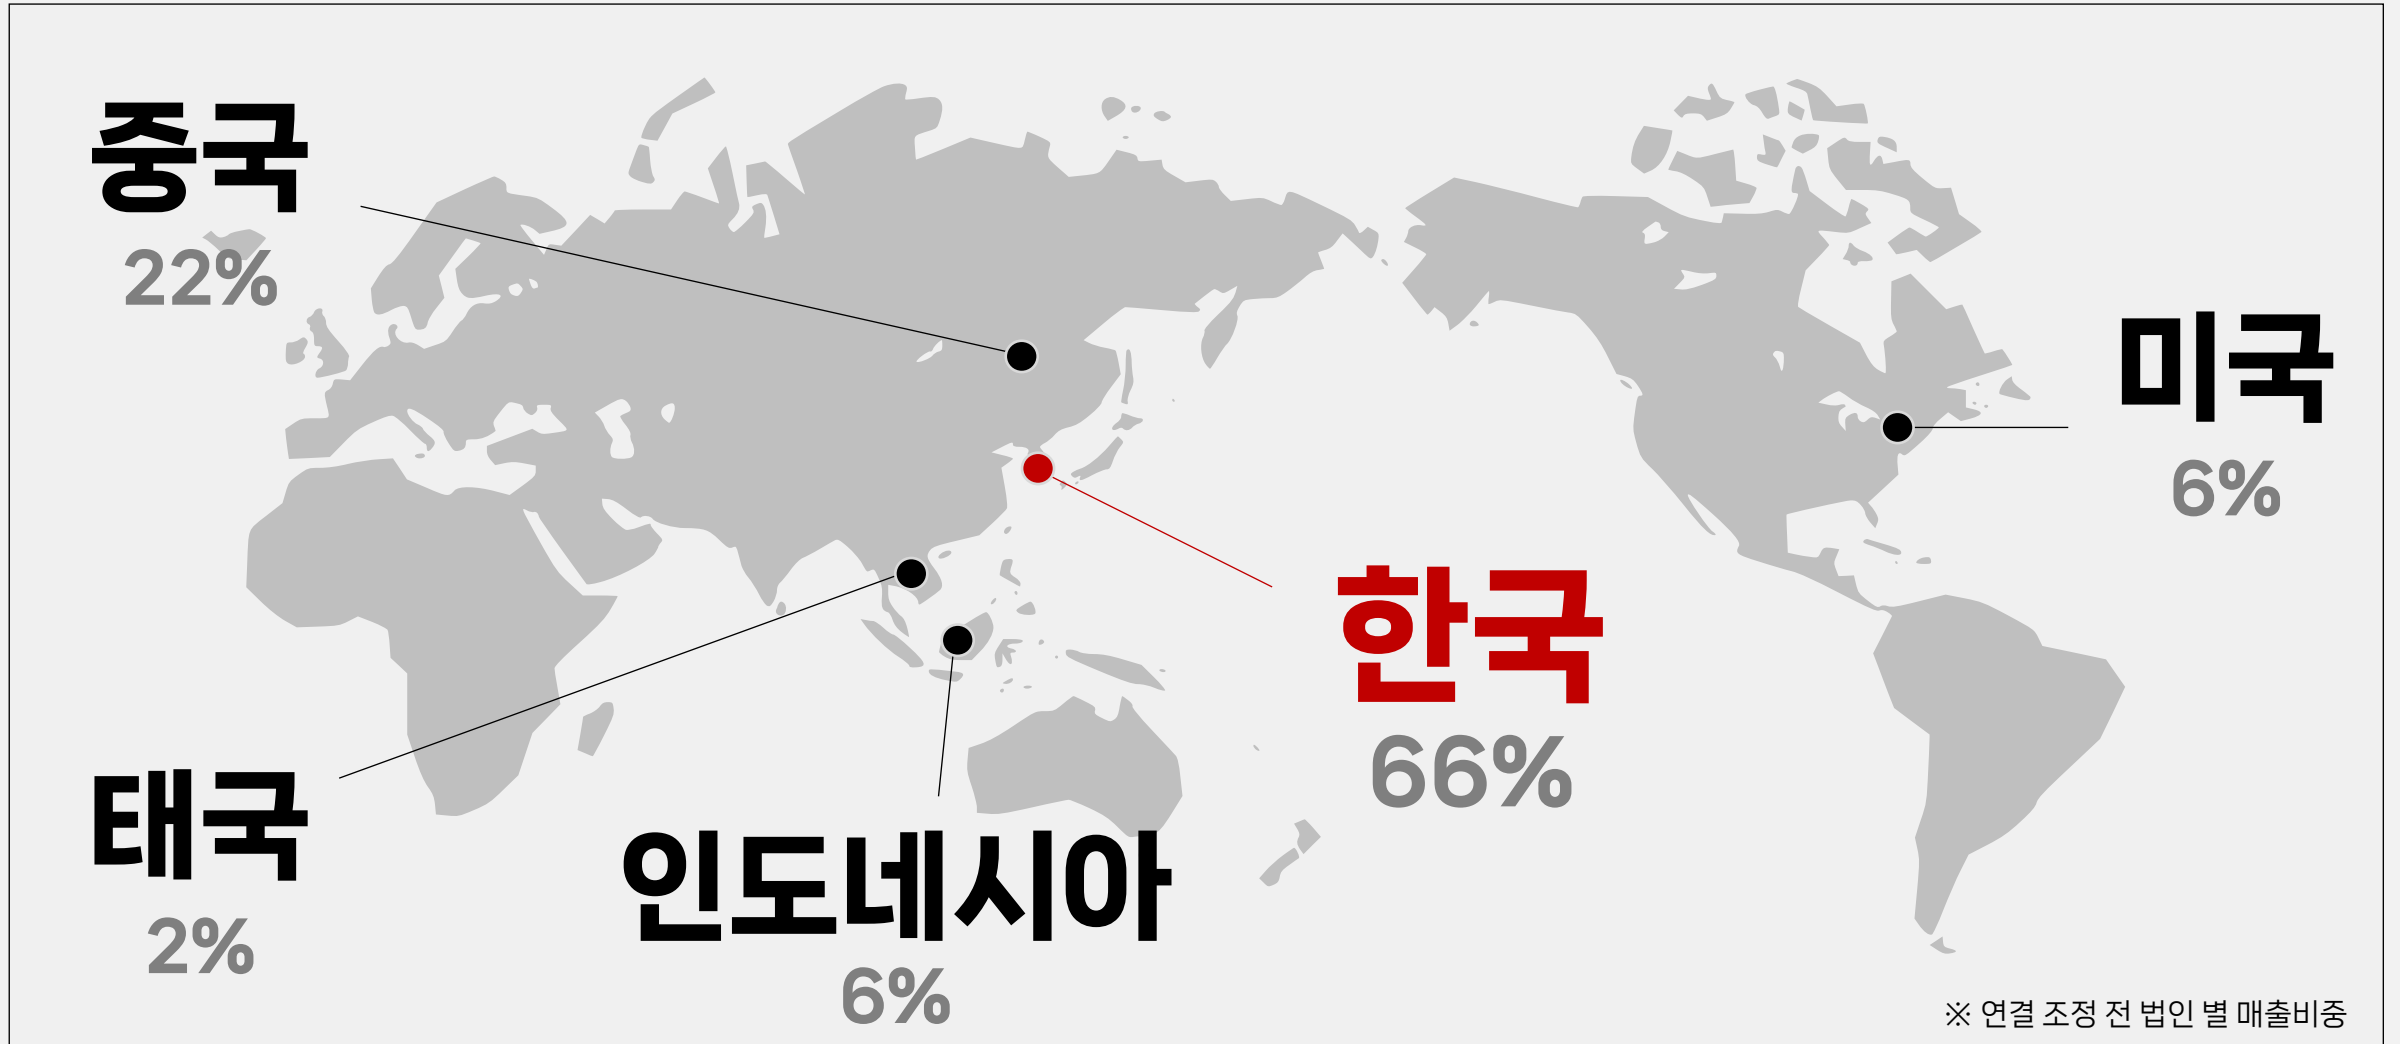 중국
22%
미국
6%
한국
66%
태국
2%
인도네시아
6%
※ 연결 조정 전 법인 별 매출비중